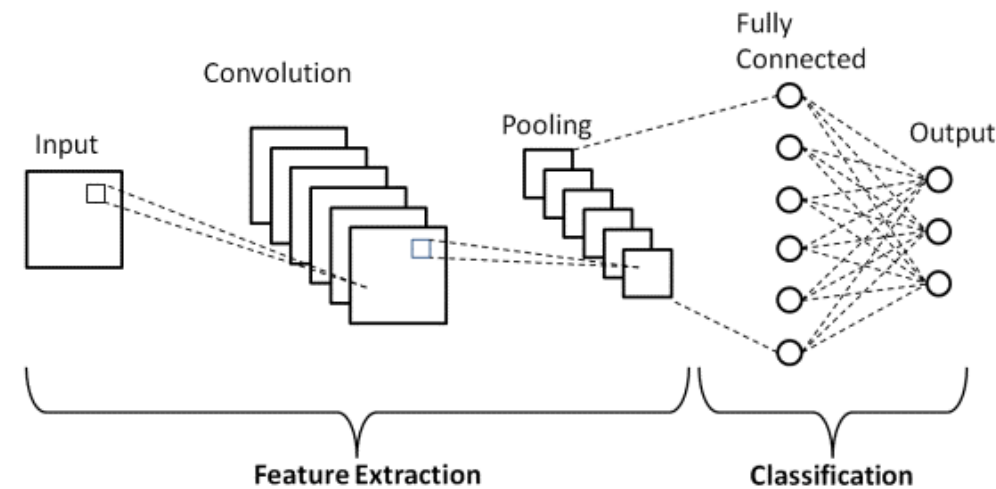 Input
Convolution
Pooling
Fully
Connected
Output
Feature Extraction
Classification